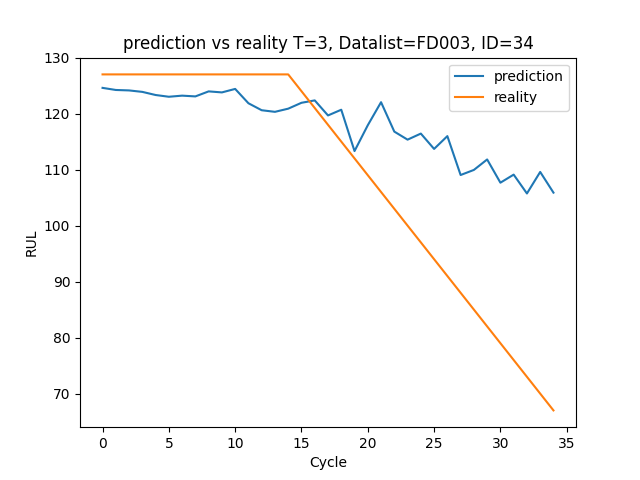 prediction vs reality T=3, Datalist=FD003, ID=34
prediction
reality
RUL
130
120
110
100
90
80
70
0 5 10 15 20 25 30 35
Cycle